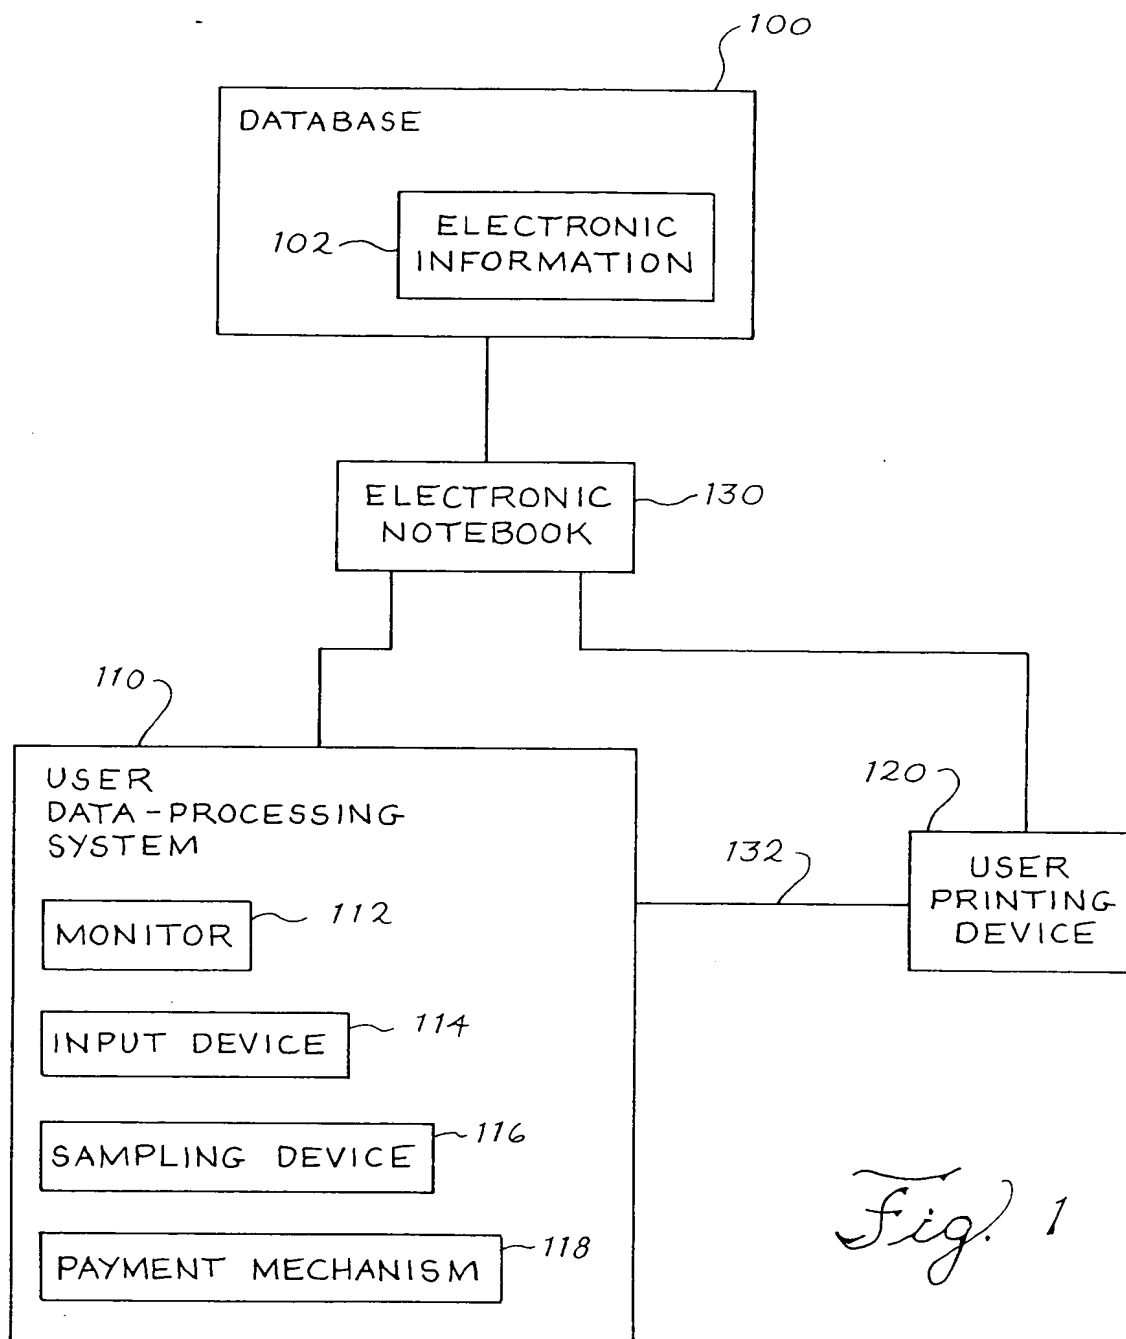 100
DATABASE
102
ELECTRONIC
INFORMATION
ELECTRONIC
NOTEBOOK
130
110
USER
DATA-PROCESSING
SYSTEM
MONITOR
112
INPUT DEVICE
114
SAMPLING DEVICE
116
PAYMENT MECHANISM
118
132
120
USER
PRINTING
DEVICE
Fig. 1